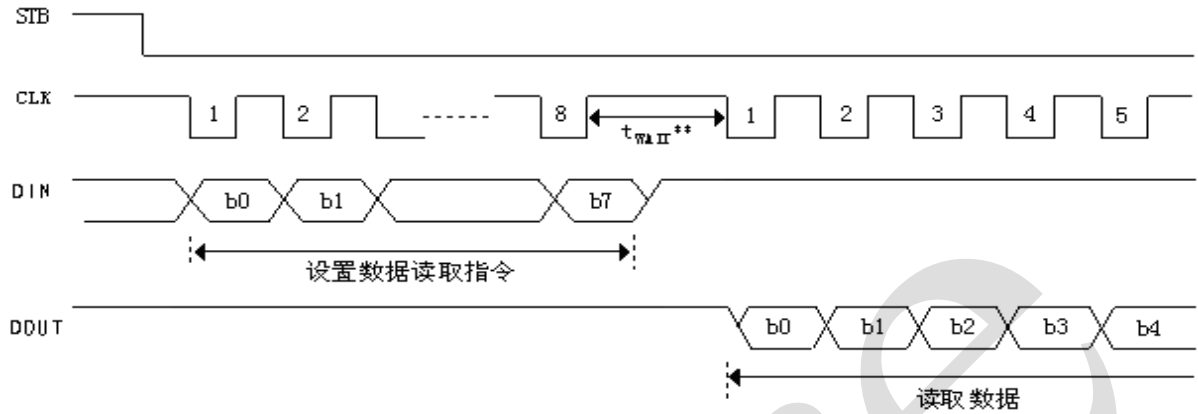 STB
CLK 1 2 8 1 2 3 4 5
tWAIT**
DIN b0 b1 b7
设置数据读取指令
DOUT b0 b1 b2 b3 b4
读取数据